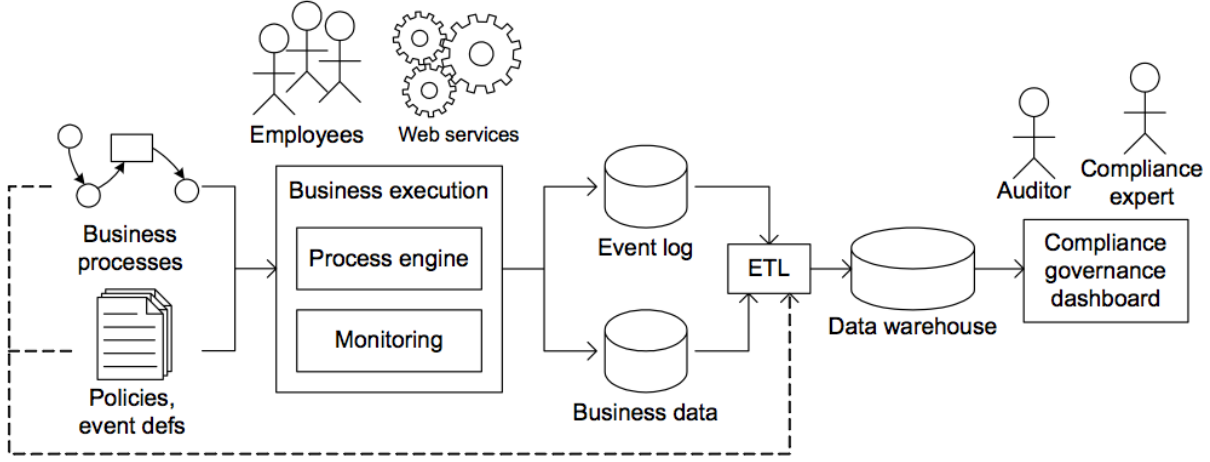 Employees
Web services
Business
processes
Policies,
event defs
Business execution
Process engine
Monitoring
Event log
Business data
ETL
Data warehouse
Auditor
Compliance
expert
Compliance
governance
dashboard